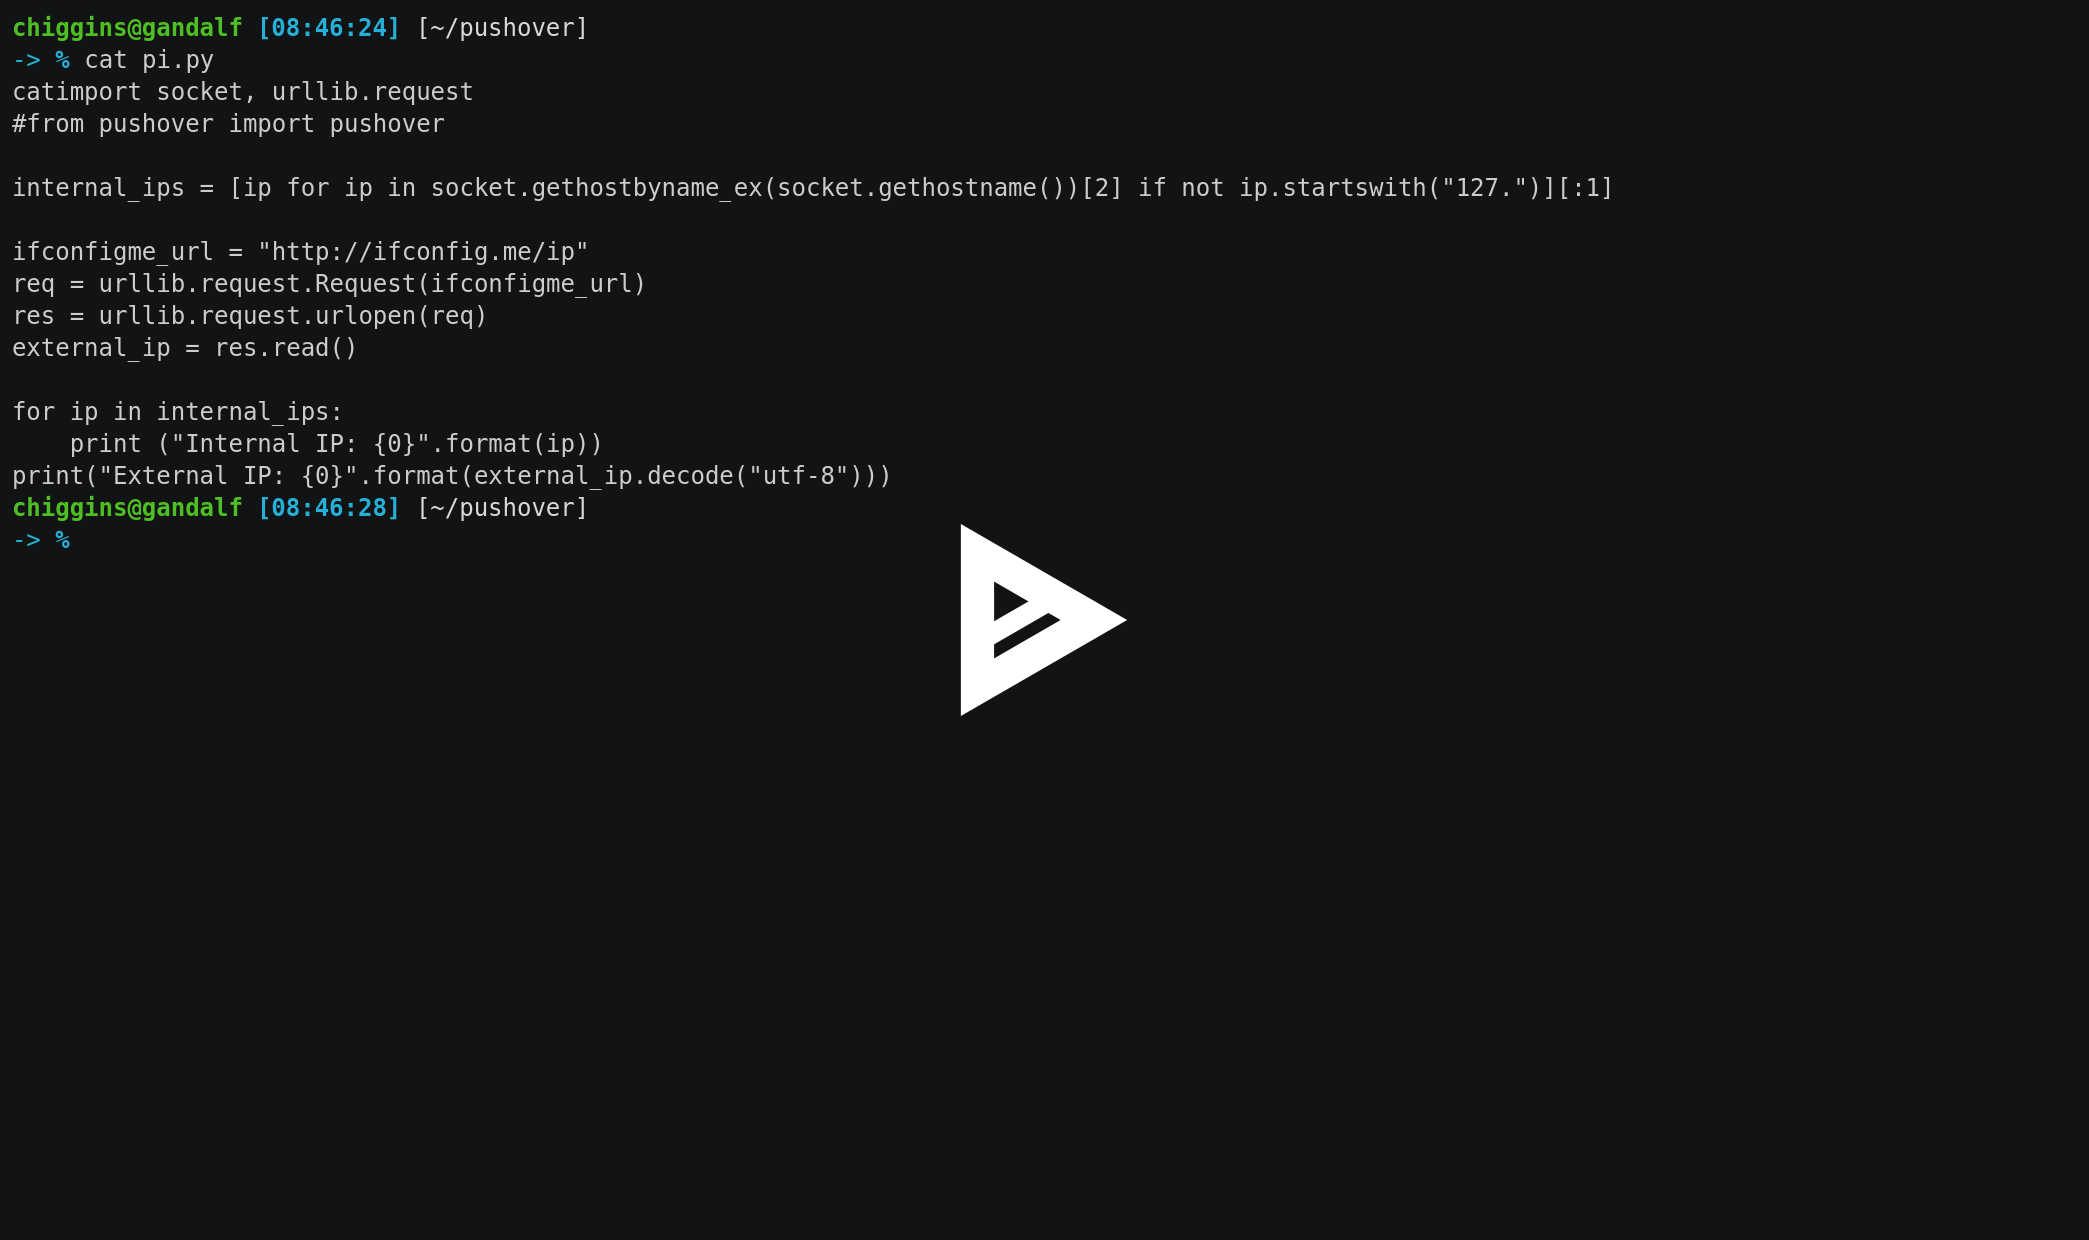 chiggins@gandalf [08:46:24] [~/pushover]
-> % cat pi.py
catimport socket, urllib.request
#from pushover import pushover
internal_ips = [ip for ip in socket.gethostbyname_ex(socket.gethostname())[2] if not ip.startswith("127.")][:1]
ifconfigme_url = "http://ifconfig.me/ip"
req = urllib.request.Request(ifconfigme_url)
res = urllib.request.urlopen(req)
external_ip = res.read()
for ip in internal_ips:
    print ("Internal IP: {0}".format(ip))
print("External IP: {0}".format(external_ip.decode("utf-8")))
chiggins@gandalf [08:46:28] [~/pushover]
-> %